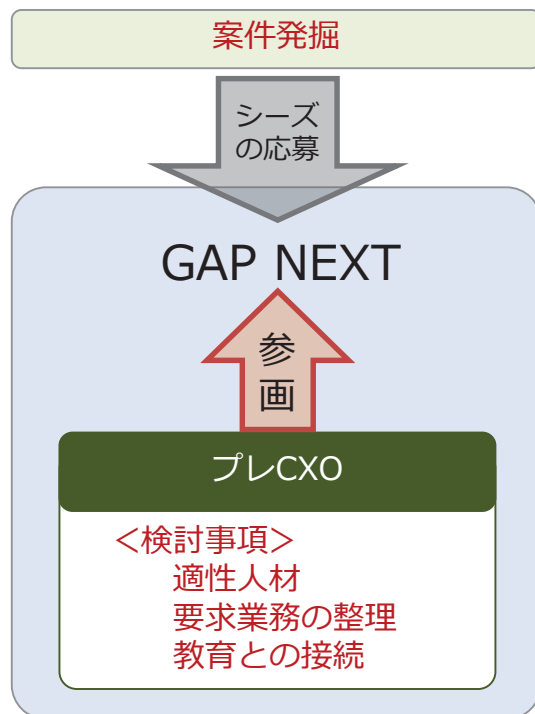 案件発掘
シーズ
の応募
GAP NEXT
参
画
プレCXO
＜検討事項＞
適性人材
要求業務の整理
教育との接続